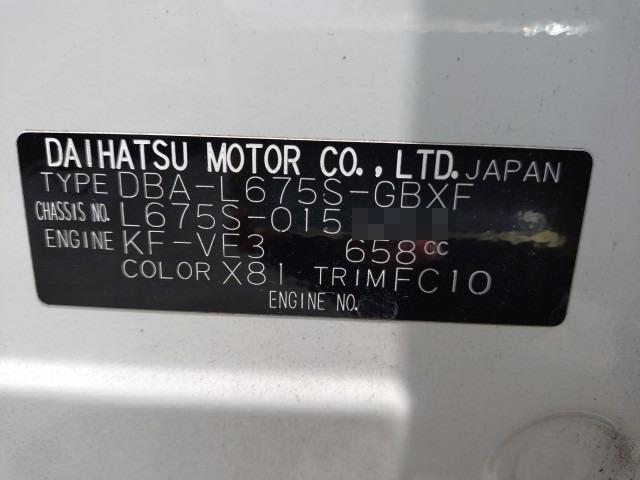 DAIHATSU MOTOR CO., LTD. JAPAN
TYPE DBA-L675S-GBXF
CHASSIS NO. L675S-015
ENGINE KF-VE3 658CC
COLOR X81 TRIM FC10
ENGINE NO.